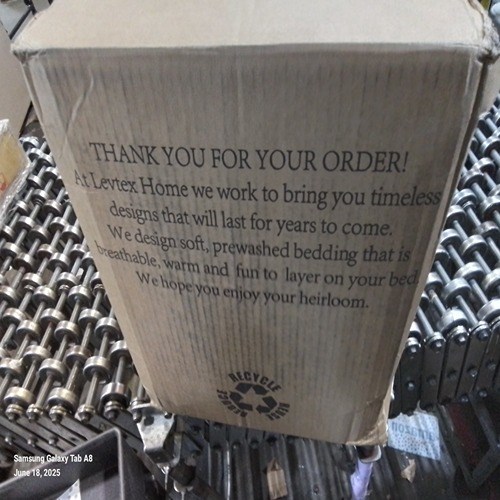 THANK YOU FOR YOUR ORDER!
At Levtex Home we work to bring you timeless
designs that will last for years to come.
We design soft, prewashed bedding that is
breathable, warm and fun to layer on your bed.
We hope you enjoy your heirloom.
RECYCLE
Samsung Galaxy Tab A8
June 18, 2025